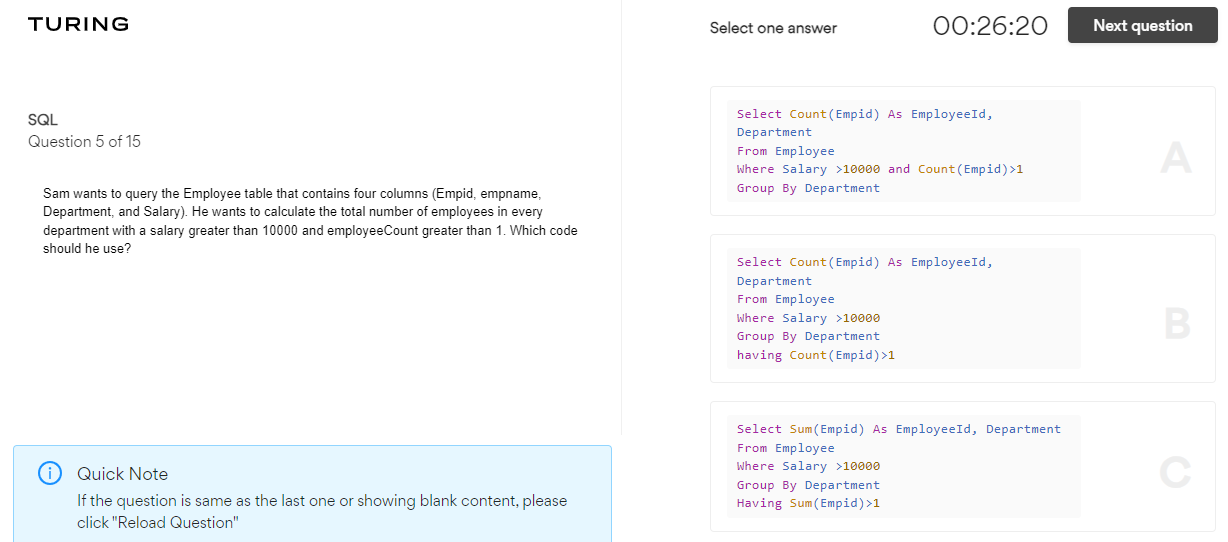 TURING
SQL
Question 5 of 15
Sam wants to query the Employee table that contains four columns (Empid, empname,
Department, and Salary). He wants to calculate the total number of employees in every
department with a salary greater than 10000 and employeeCount greater than 1. Which code
should he use?
Quick Note
If the question is same as the last one or showing blank content, please
click "Reload Question"
Select one answer
00:26:20
Next question
Select Count(Empid) As EmployeeId,
Department
From Employee
Where Salary >10000 and Count(Empid)>1
Group By Department
A
Select Count(Empid) As EmployeeId,
Department
From Employee
Where Salary >10000
Group By Department
having Count(Empid)>1
B
Select Sum(Empid) As EmployeeId, Department
From Employee
Where Salary >10000
Group By Department
Having Sum(Empid)>1
C